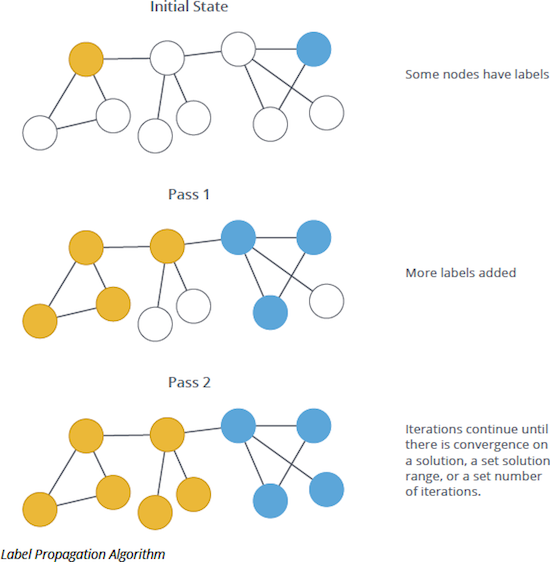 Initial State
Some nodes have labels
Pass 1
More labels added
Pass 2
Iterations continue until
there is convergence on
a solution, a set solution
range, or a set number
of iterations.
Label Propagation Algorithm